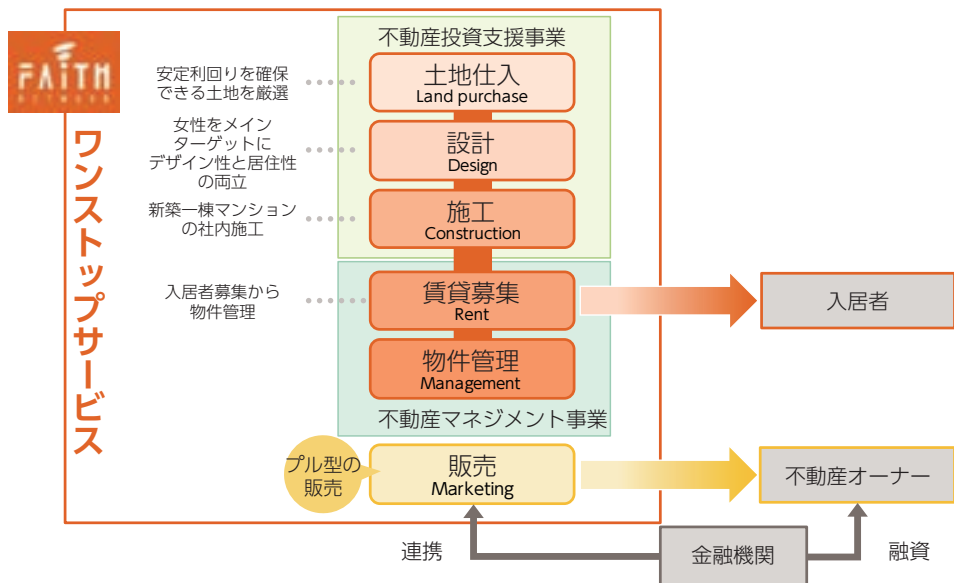 FAITH
NETWORK
ワンストップサービス
不動産投資支援事業
安定利回りを確保
できる土地を厳選
土地仕入
Land purchase
女性をメイン
ターゲットに
デザイン性と居住性
の両立
設計
Design
新築一棟マンション
の社内施工
施工
Construction
入居者募集から
物件管理
賃貸募集
Rent
入居者
物件管理
Management
不動産マネジメント事業
プル型の
販売
販売
Marketing
不動産オーナー
連携
金融機関
融資